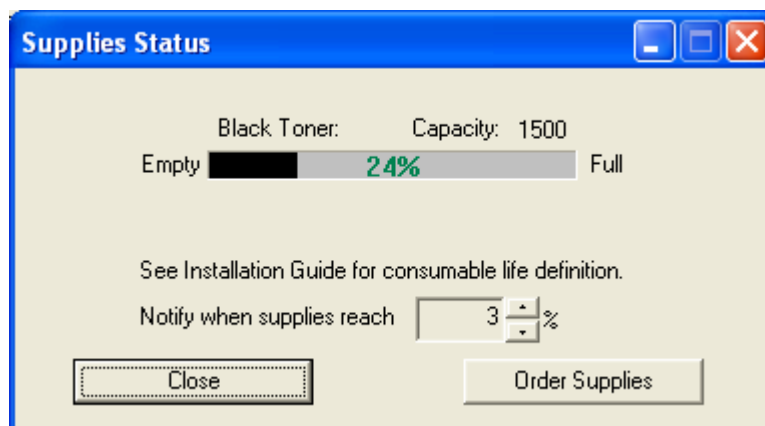 Supplies Status
Black Toner: Capacity: 1500
Empty 24% Full
See Installation Guide for consumable life definition.
Notify when supplies reach 3 %
Close Order Supplies